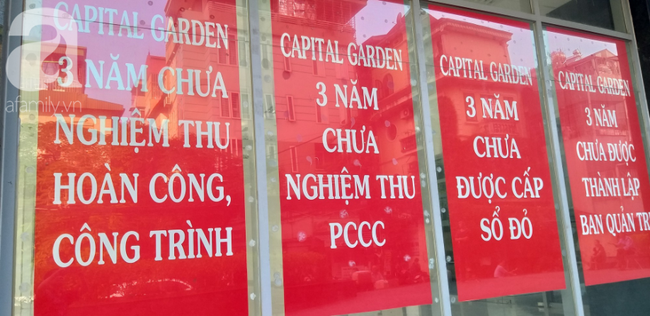 CAPITAL GARDEN
3 NĂM CHƯA
NGHIỆM THU
HOÀN CÔNG,
CÔNG TRÌNH
CAPITAL GARDEN
3 NĂM
CHƯA
NGHIỆM THU
PCCC
CAPITAL GARDEN
3 NĂM
CHƯA
ĐƯỢC CẤP
SỔ ĐỎ
CAPITAL GARDEN
3 NĂM
CHƯA ĐƯỢC
THÀNH LẬP
BAN QUẢN TR
a
afamily.vn